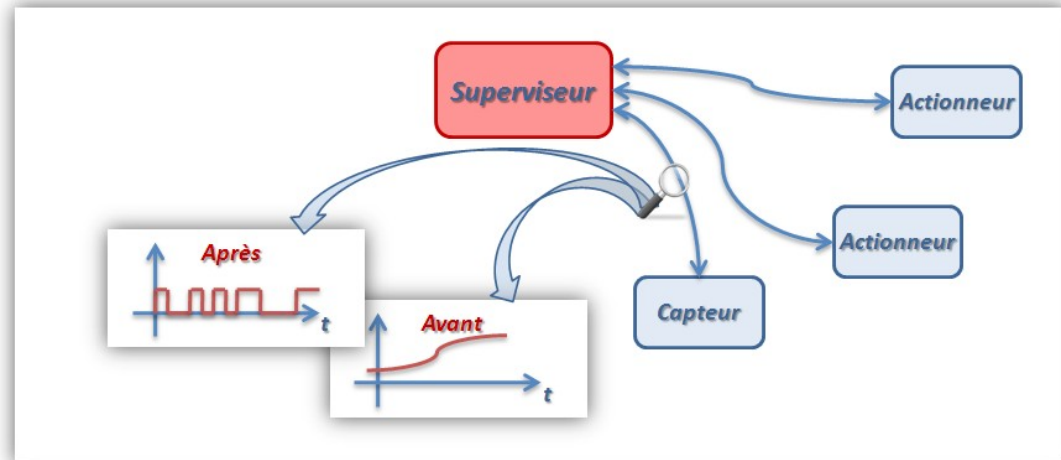 Superviseur
Actionneur
Actionneur
Capteur
Après
t
Avant
t